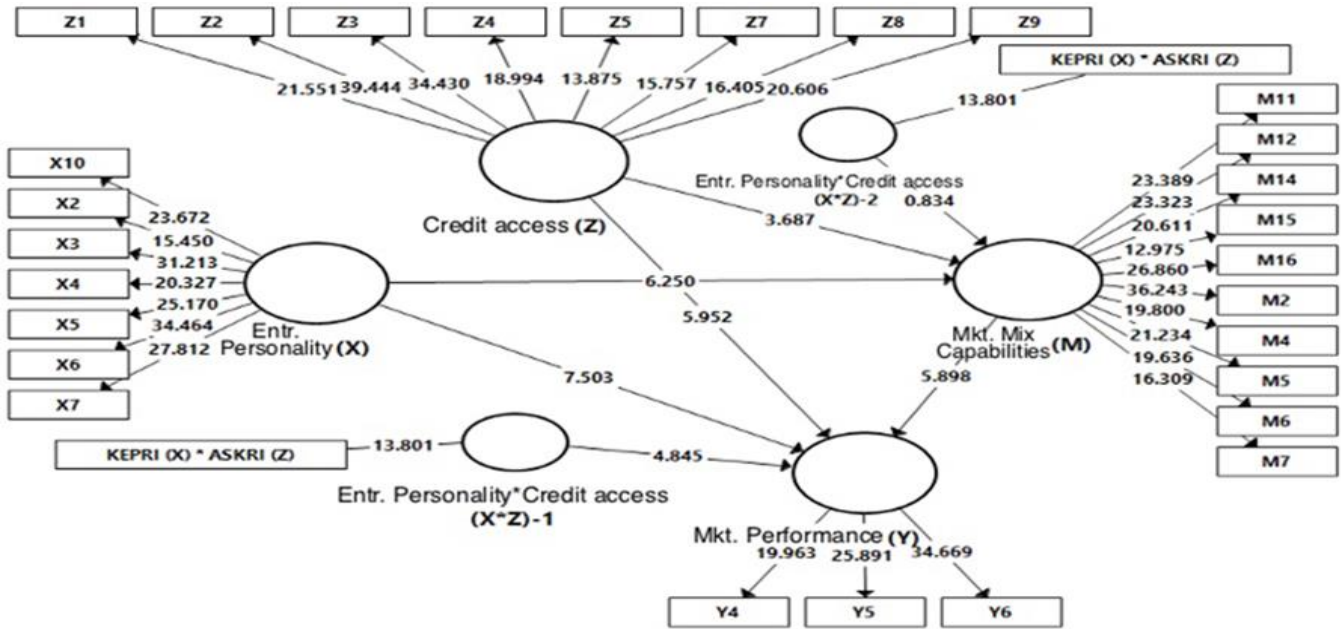 Z1
Z2
Z3
Z4
Z5
Z7
Z8
Z9
KEPRI (X) * ASKRI (Z)
21.551
39.444
34.430
18.994
13.875
15.757
16.405
20.606
13.801
M11
M12
M14
M15
M16
M2
M4
M5
M6
M7
X10
X2
X3
X4
X5
X6
X7
23.672
15.450
31.213
20.327
25.170
34.464
27.812
Entr.
Personality (X)
Credit access (Z)
Entr. Personality*Credit access
(X*Z)-2
0.834
3.687
6.250
5.952
23.389
23.323
20.611
12.975
26.860
36.243
19.800
21.234
19.636
16.309
Mkt. Mix
Capabilities (M)
5.898
7.503
KEPRI (X) * ASKRI (Z)
13.801
4.845
Entr. Personality*Credit access
(X*Z)-1
Mkt. Performance (Y)
19.963
25.891
34.669
Y4
Y5
Y6